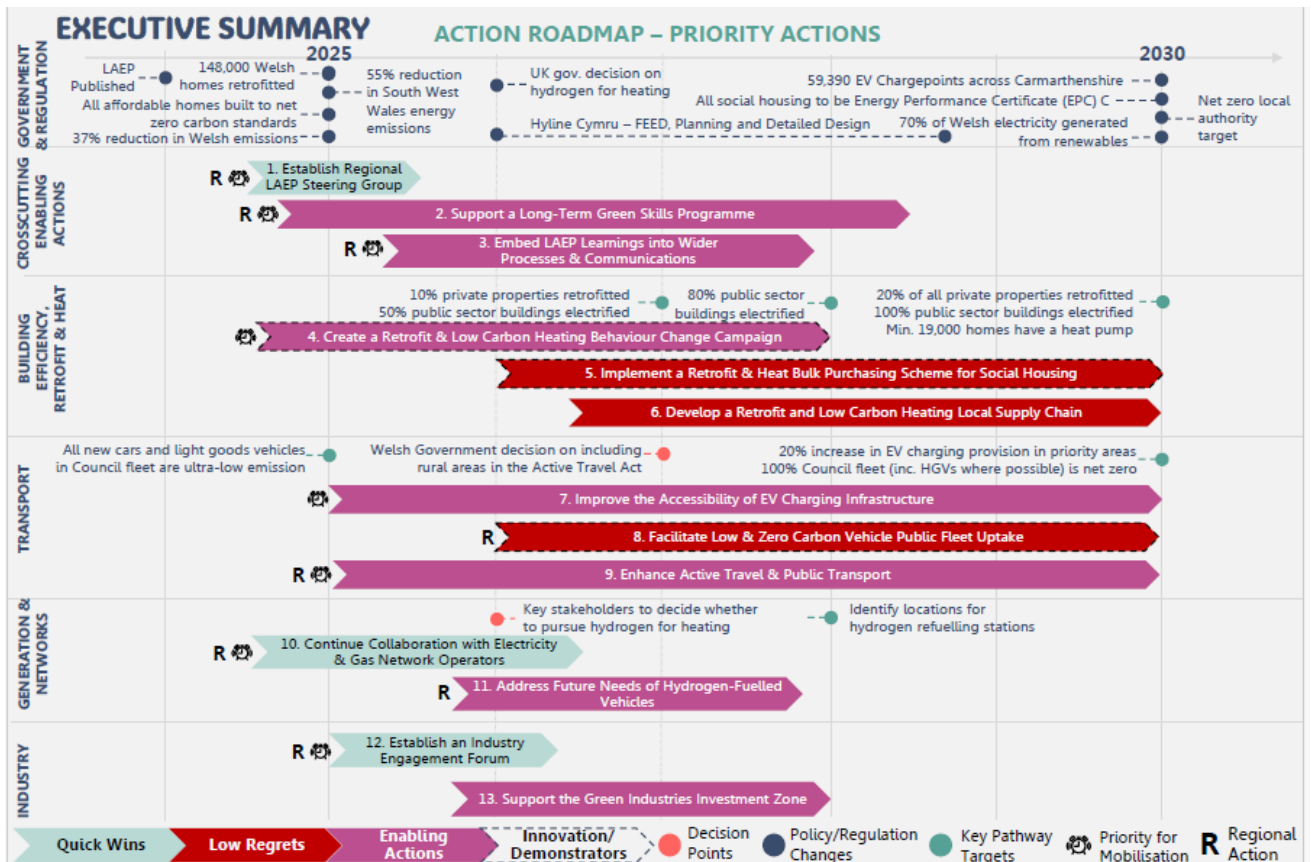 EXECUTIVE SUMMARY
ACTION ROADMAP – PRIORITY ACTIONS
2025
2030
GOVERNMENT
& REGULATION
LAEP
Published
148,000 Welsh
homes retrofitted
All affordable homes built to net
zero carbon standards
37% reduction in Welsh emissions
55% reduction
in South West
Wales energy
emissions
UK gov. decision on
hydrogen for heating
Hyline Cymru – FEED, Planning and Detailed Design
59,390 EV Chargepoints across Carmarthenshire
All social housing to be Energy Performance Certificate (EPC) C
70% of Welsh electricity generated
from renewables
Net zero local
authority
target
CROSSCUTTING
ENABLING
ACTIONS
R
1. Establish Regional
LAEP Steering Group
R
2. Support a Long-Term Green Skills Programme
R
3. Embed LAEP Learnings into Wider
Processes & Communications
BUILDING
EFFICIENCY,
RETROFIT & HEAT
10% private properties retrofitted
50% public sector buildings electrified
80% public sector
buildings electrified
20% of all private properties retrofitted
100% public sector buildings electrified
Min. 19,000 homes have a heat pump
4. Create a Retrofit & Low Carbon Heating Behaviour Change Campaign
5. Implement a Retrofit & Heat Bulk Purchasing Scheme for Social Housing
6. Develop a Retrofit and Low Carbon Heating Local Supply Chain
TRANSPORT
All new cars and light goods vehicles
in Council fleet are ultra-low emission
Welsh Government decision on including
rural areas in the Active Travel Act
20% increase in EV charging provision in priority areas
100% Council fleet (inc. HGVs where possible) is net zero
7. Improve the Accessibility of EV Charging Infrastructure
R
8. Facilitate Low & Zero Carbon Vehicle Public Fleet Uptake
R
9. Enhance Active Travel & Public Transport
GENERATION &
NETWORKS
Key stakeholders to decide whether
to pursue hydrogen for heating
Identify locations for
hydrogen refuelling stations
R
10. Continue Collaboration with Electricity
& Gas Network Operators
R
11. Address Future Needs of Hydrogen-Fuelled
Vehicles
INDUSTRY
R
12. Establish an Industry
Engagement Forum
13. Support the Green Industries Investment Zone
Quick Wins
Low Regrets
Enabling
Actions
Innovation/
Demonstrators
Decision
Points
Policy/Regulation
Changes
Key Pathway
Targets
Priority for
Mobilisation
R
Regional
Action